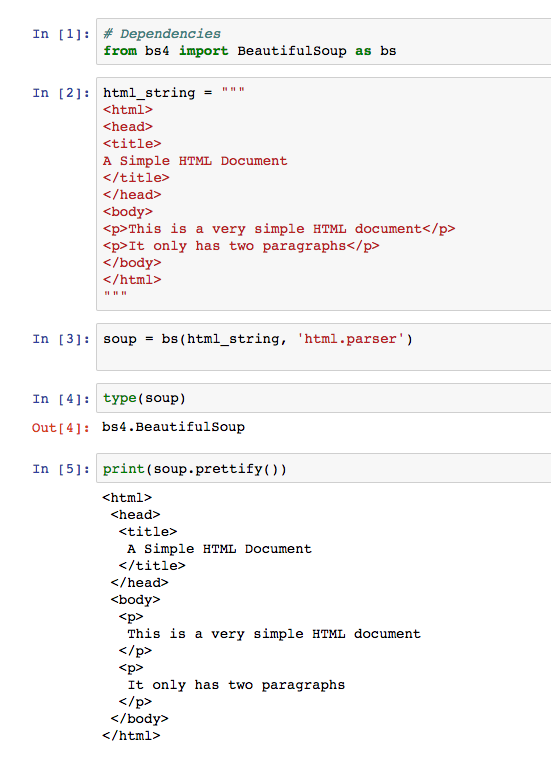 In [1]: # Dependencies
from bs4 import BeautifulSoup as bs
In [2]: html_string = """
<html>
<head>
<title>
A Simple HTML Document
</title>
</head>
<body>
<p>This is a very simple HTML document</p>
<p>It only has two paragraphs</p>
</body>
</html>
"""
In [3]: soup = bs(html_string, 'html.parser')
In [4]: type(soup)
Out[4]: bs4.BeautifulSoup
In [5]: print(soup.prettify())
<html>
 <head>
  <title>
   A Simple HTML Document
  </title>
 </head>
 <body>
  <p>
   This is a very simple HTML document
  </p>
  <p>
   It only has two paragraphs
  </p>
 </body>
</html>